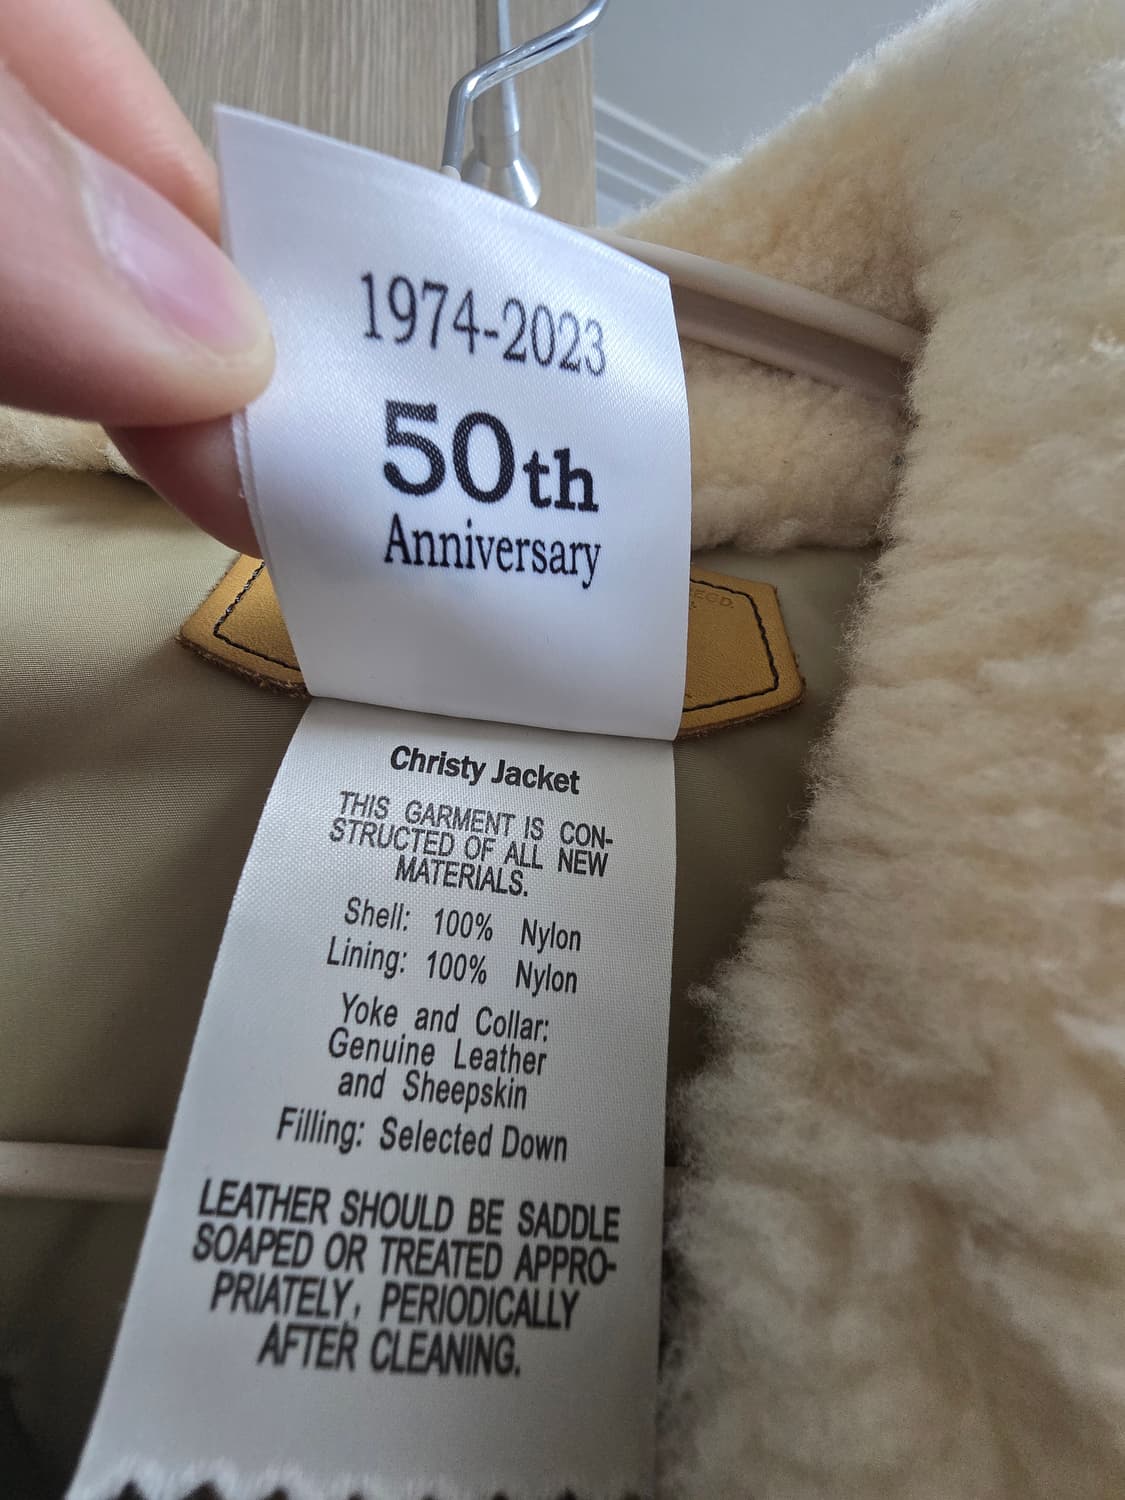 1974-2023
50th
Anniversary
EGD.
Christy Jacket
THIS GARMENT IS CON-
STRUCTED OF ALL NEW
MATERIALS.
Shell: 100% Nylon
Lining: 100% Nylon
Yoke and Collar:
Genuine Leather
and Sheepskin
Filling: Selected Down
LEATHER SHOULD BE SADDLE
SOAPED OR TREATED APPRO-
PRIATELY, PERIODICALLY
AFTER CLEANING.